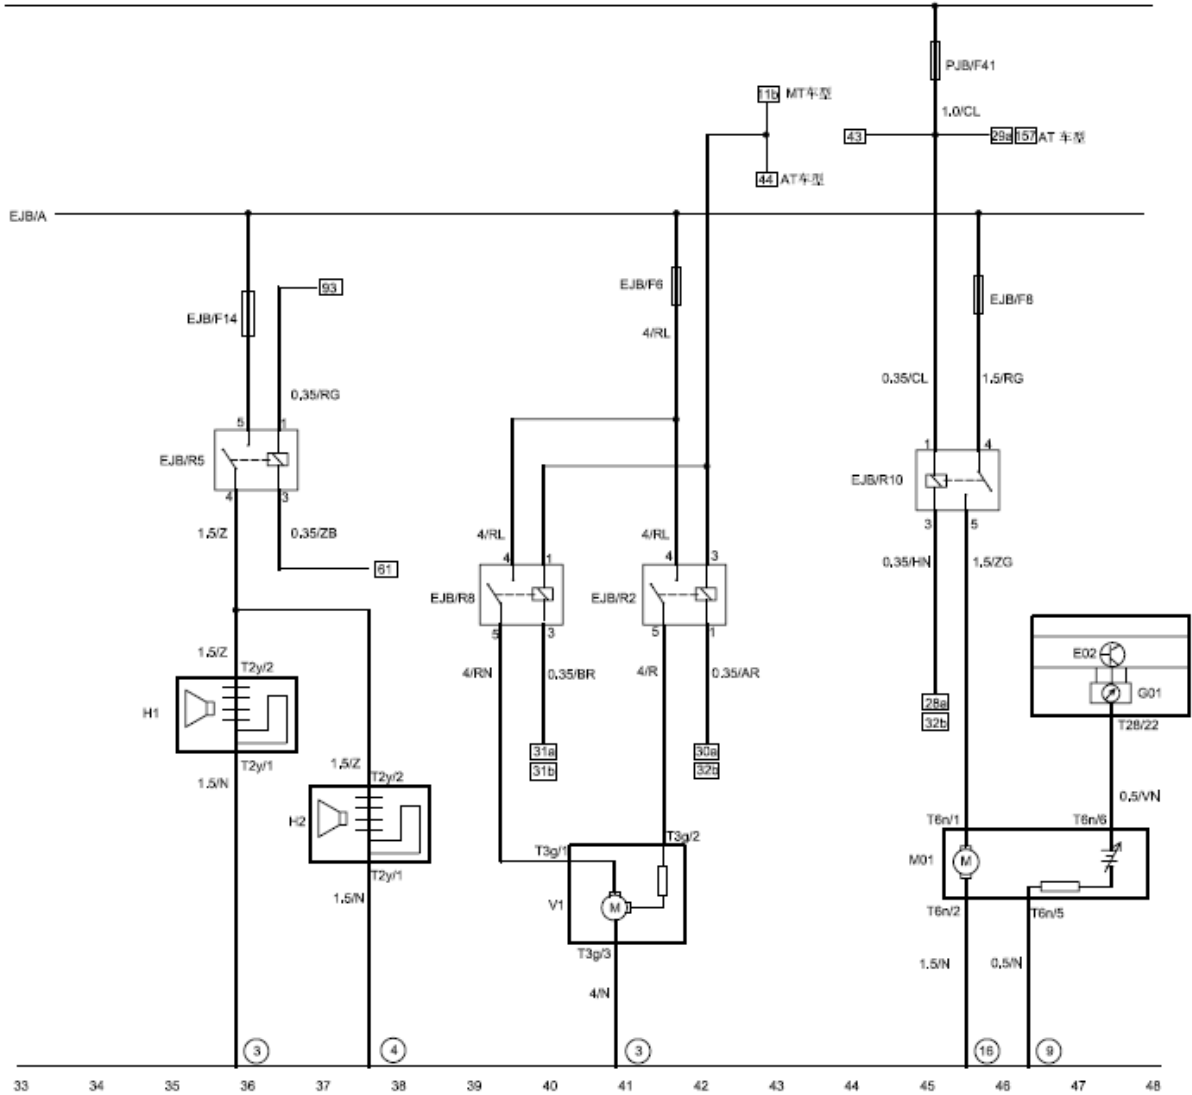 PJB/F41
11b MT车型
1.0/CL
43
29a 157 AT 车型
44 AT车型
EJB/A
93
EJB/F6
EJB/F14
EJB/F8
4/RL
0.35/RG
0.35/CL
1.5/RG
5 1
1 4
EJB/R5
EJB/R10
4 3
3 5
1.5/Z
0.35/ZB
4/RL
4/RL
4 1
4 3
0.35/HN
1.5/ZG
61
EJB/R8
EJB/R2
5 3
5 1
1.5/Z
T2y/2
4/RN
0.35/BR
4/R
0.35/AR
E02
G01
H1
28a
32b
T28/22
31a
31b
30a
32b
T2y/1
1.5/N
1.5/Z
T2y/2
0.5/VN
H2
T6n/1
T6n/6
T3g/1
T3g/2
M01
M
T2y/1
1.5/N
V1
M
T6n/2
T6n/5
T3g/3
1.5/N
0.5/N
4/N
3
4
3
16
9
33 34 35 36 37 38 39 40 41 42 43 44 45 46 47 48